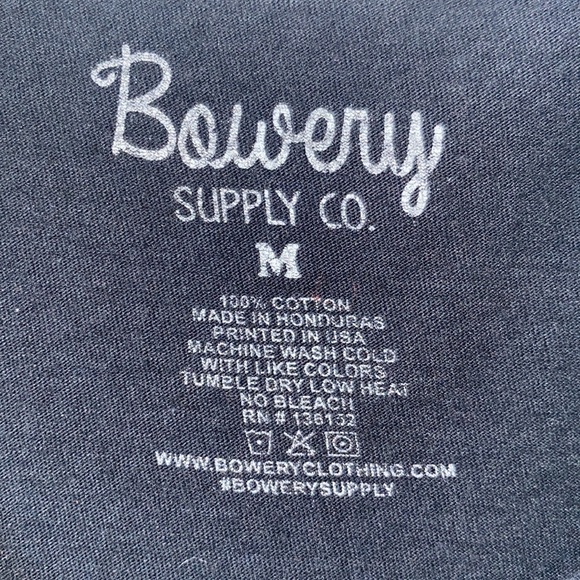 Bowery
SUPPLY CO.
M
100% COTTON
MADE IN HONDURAS
PRINTED IN USA
MACHINE WASH COLD
WITH LIKE COLORS
TUMBLE DRY LOW HEAT
NO BLEACH
RN # 136132
WWW.BOWERYCLOTHING.COM
#BOWERYSUPPLY